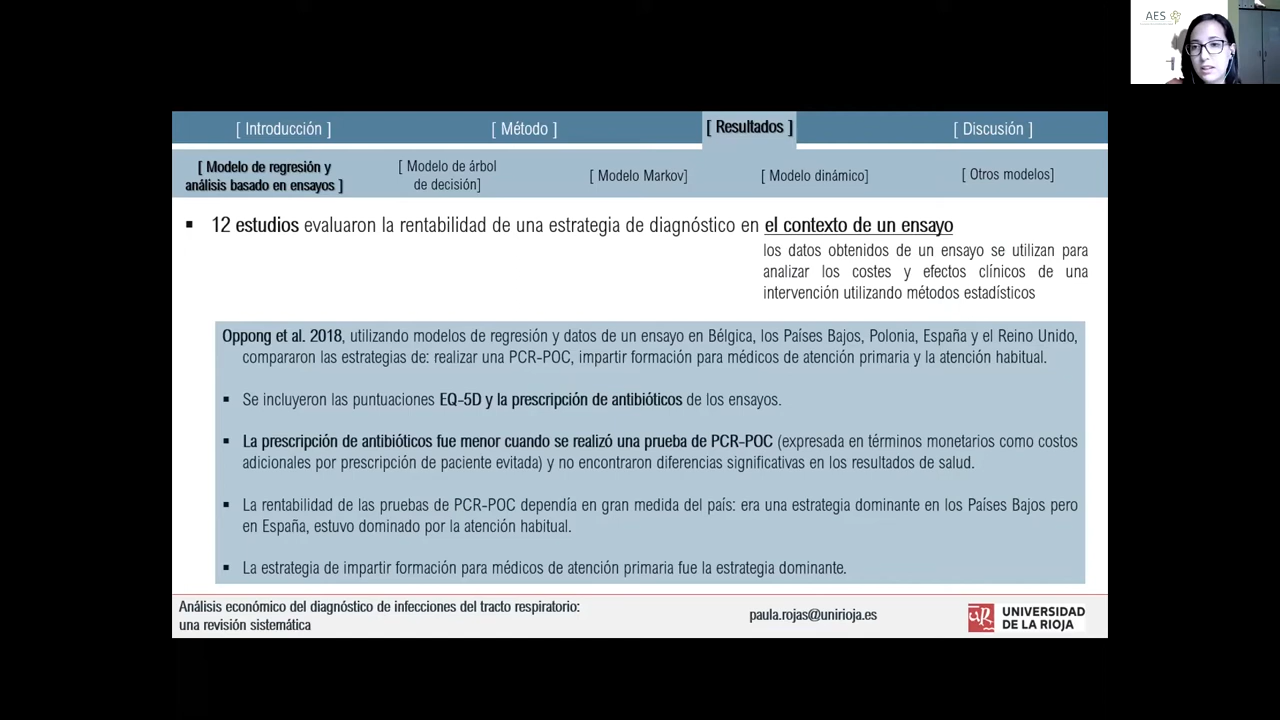 AES
[ Introducción ]
[ Método ]
[ Resultados ]
[ Discusión ]
[ Modelo de regresión y
análisis basado en ensayos ]
[ Modelo de árbol
de decisión]
[ Modelo Markov]
[ Modelo dinámico]
[ Otros modelos]
▪ 12 estudios evaluaron la rentabilidad de una estrategia de diagnóstico en el contexto de un ensayo
los datos obtenidos de un ensayo se utilizan para
analizar los costes y efectos clínicos de una
intervención utilizando métodos estadísticos
Oppong et al. 2018, utilizando modelos de regresión y datos de un ensayo en Bélgica, los Países Bajos, Polonia, España y el Reino Unido,
compararon las estrategias de: realizar una PCR-POC, impartir formación para médicos de atención primaria y la atención habitual.
▪ Se incluyeron las puntuaciones EQ-5D y la prescripción de antibióticos de los ensayos.
▪ La prescripción de antibióticos fue menor cuando se realizó una prueba de PCR-POC (expresada en términos monetarios como costos
adicionales por prescripción de paciente evitada) y no encontraron diferencias significativas en los resultados de salud.
▪ La rentabilidad de las pruebas de PCR-POC dependía en gran medida del país: era una estrategia dominante en los Países Bajos pero
en España, estuvo dominado por la atención habitual.
▪ La estrategia de impartir formación para médicos de atención primaria fue la estrategia dominante.
Análisis económico del diagnóstico de infecciones del tracto respiratorio:
una revisión sistemática
paula.rojas@unirioja.es
UNIVERSIDAD
DE LA RIOJA